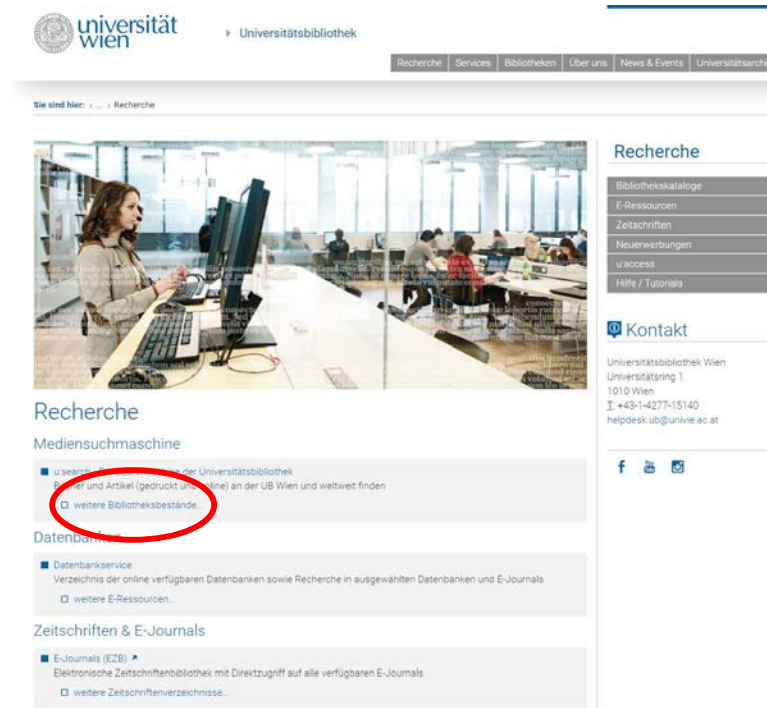 universität
wien
Universitätsbibliothek
Recherche Services Bibliotheken Über uns News & Events Universitätsarchi
Sie sind hier: › ... › Recherche
Recherche
Mediensuchmaschine
u:search der Universitätsbibliothek
und Artikel (gedruckt und online) an der UB Wien und weltweit finden
weitere Bibliotheksbestände...
Datenbanken
Datenbankservice
Verzeichnis der online verfügbaren Datenbanken sowie Recherche in ausgewählten Datenbanken und E-Journals
weitere E-Ressourcen...
Zeitschriften & E-Journals
E-Journals (EZB)
Elektronische Zeitschriftenbibliothek mit Direktzugriff auf alle verfügbaren E-Journals
weitere Zeitschriftenverzeichnisse...
Recherche
Bibliothekskataloge
E-Ressourcen
Zeitschriften
Neuerwerbungen
u:access
Hilfe / Tutorials
Kontakt
Universitätsbibliothek Wien
Universitätsring 1
1010 Wien
T: +43-1-4277-15140
helpdesk.ub@univie.ac.at